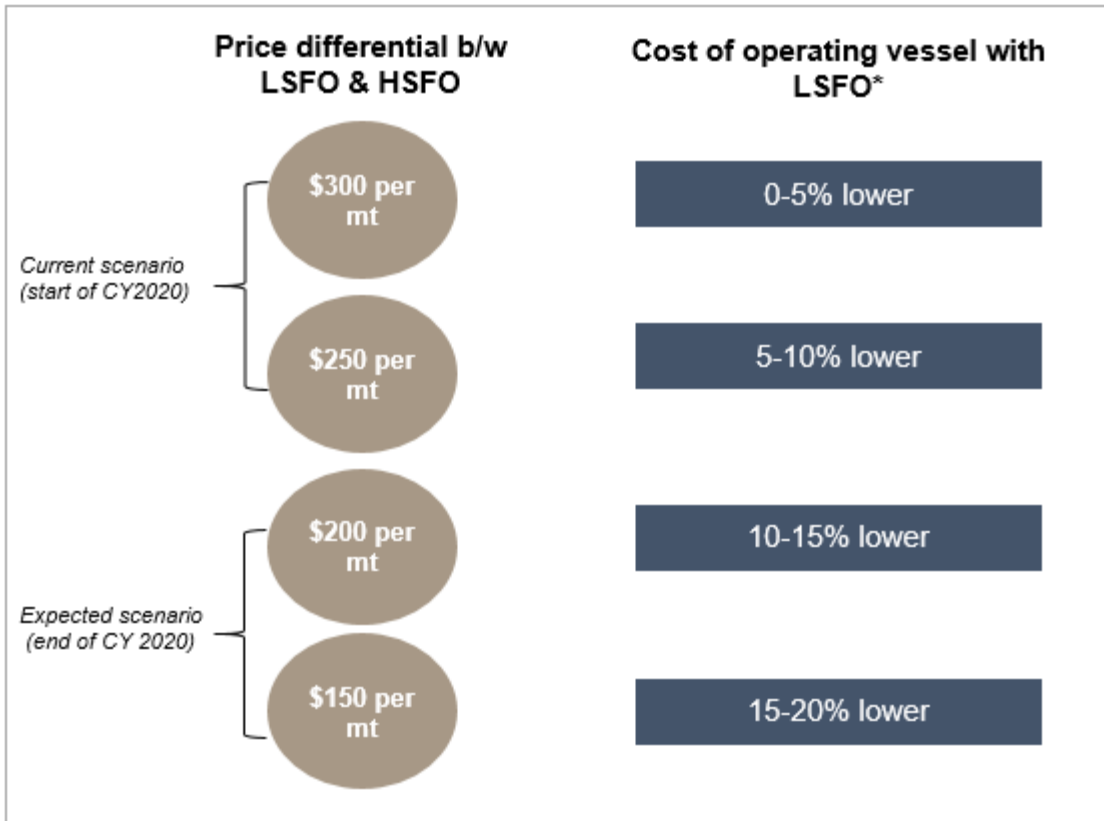 Price differential b/w
LSFO & HSFO
Cost of operating vessel with
LSFO*
$300 per
mt
0-5% lower
Current scenario
(start of CY2020)
$250 per
mt
5-10% lower
$200 per
mt
10-15% lower
Expected scenario
(end of CY 2020)
$150 per
mt
15-20% lower